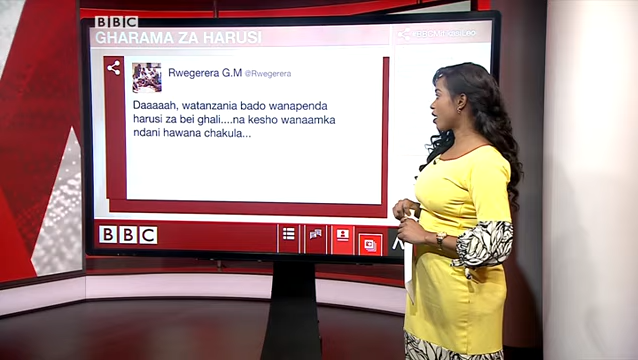 BBC
GHARAMA ZA HARUSI
Rwegerera G.M @Rwegerera
Daaaaah, watanzania bado wanapenda
harusi za bei ghali....na kesho wanaamka
ndani hawana chakula...
BBC